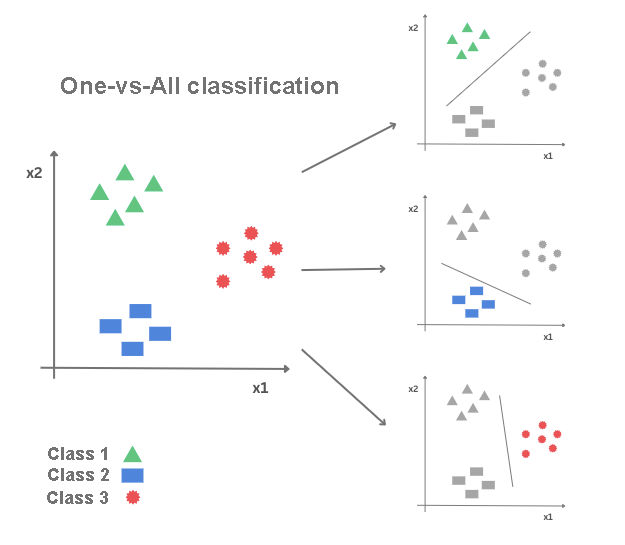 One-vs-All classification
x2
x1
Class 1
Class 2
Class 3
x2
x1
x2
x1
x2
x1